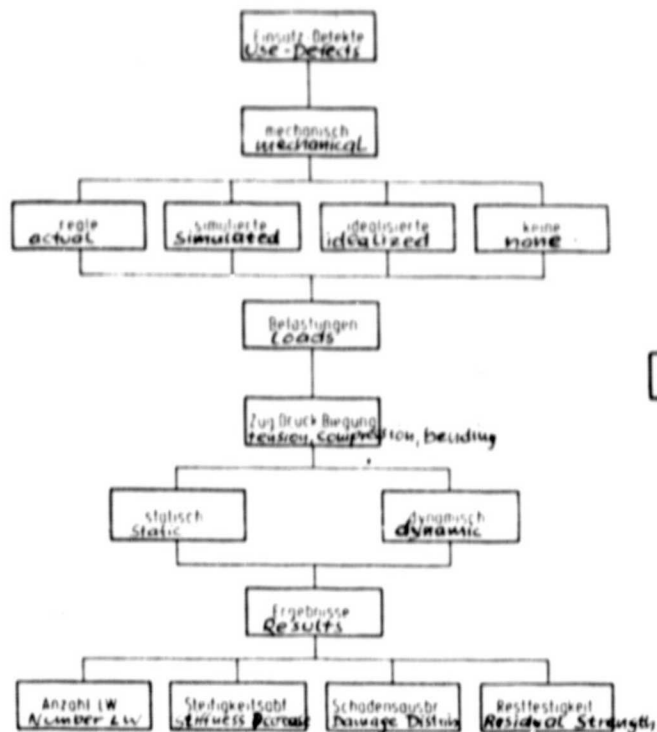 Einsatz-Defekte
Use-Defects
mechanisch
mechanical
reale
actual
simulierte
simulated
idealisierte
idealized
keine
none
Belastungen
Loads
Zug Druck Biegung
tension, compression, bending
statisch
Static
dynamisch
dynamic
Ergebnisse
Results
Anzahl LW
Number LW
Steifigkeitsabf
Stiffness
Schadensausbr
Damage Distrib
Restfestigkeit
Residual Strength